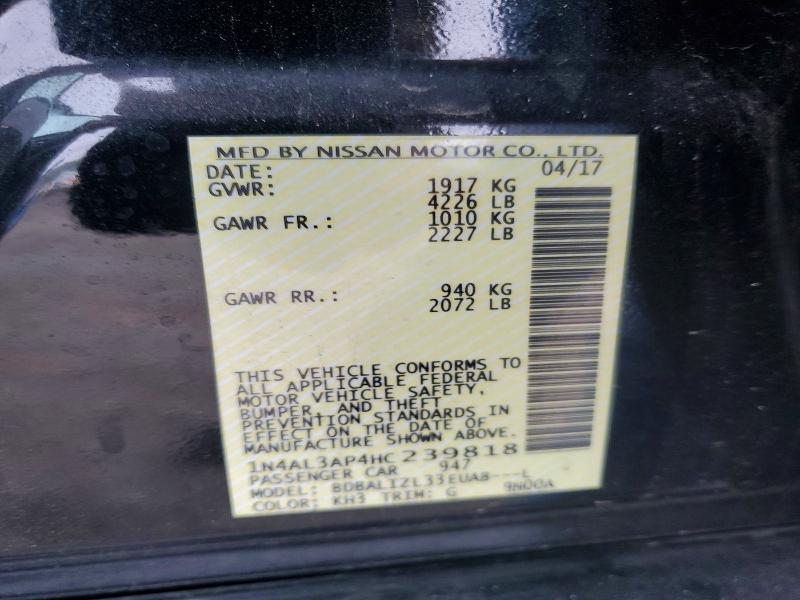 MFD BY NISSAN MOTOR CO., LTD.
DATE: 04/17
GVWR: 1917 KG
4226 LB
GAWR FR.: 1010 KG
2227 LB
GAWR RR.: 940 KG
2072 LB
THIS VEHICLE CONFORMS TO
ALL APPLICABLE FEDERAL
MOTOR VEHICLE SAFETY,
BUMPER, AND THEFT
PREVENTION STANDARDS IN
EFFECT ON THE DATE OF
MANUFACTURE SHOWN ABOVE.
1N4AL3AP4HC239818
PASSENGER CAR 947
MODEL: BDBALIZL33EUAB---L
COLOR: KH3 TRIM: G 9N00A